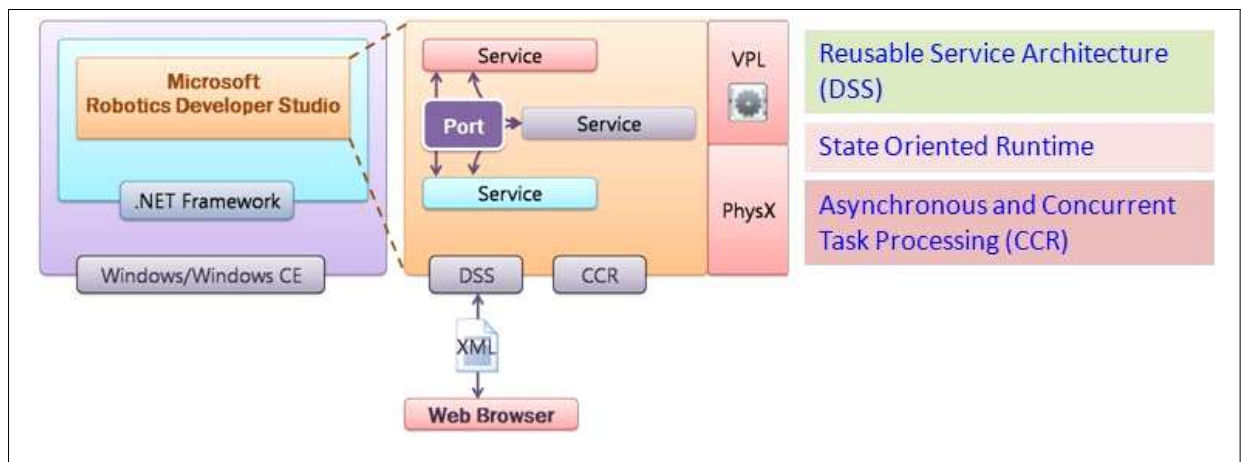 Microsoft
Robotics Developer Studio
.NET Framework
Windows/Windows CE
Service
Port
Service
Service
DSS
CCR
XML
Web Browser
VPL
PhysX
Reusable Service Architecture
(DSS)
State Oriented Runtime
Asynchronous and Concurrent
Task Processing (CCR)